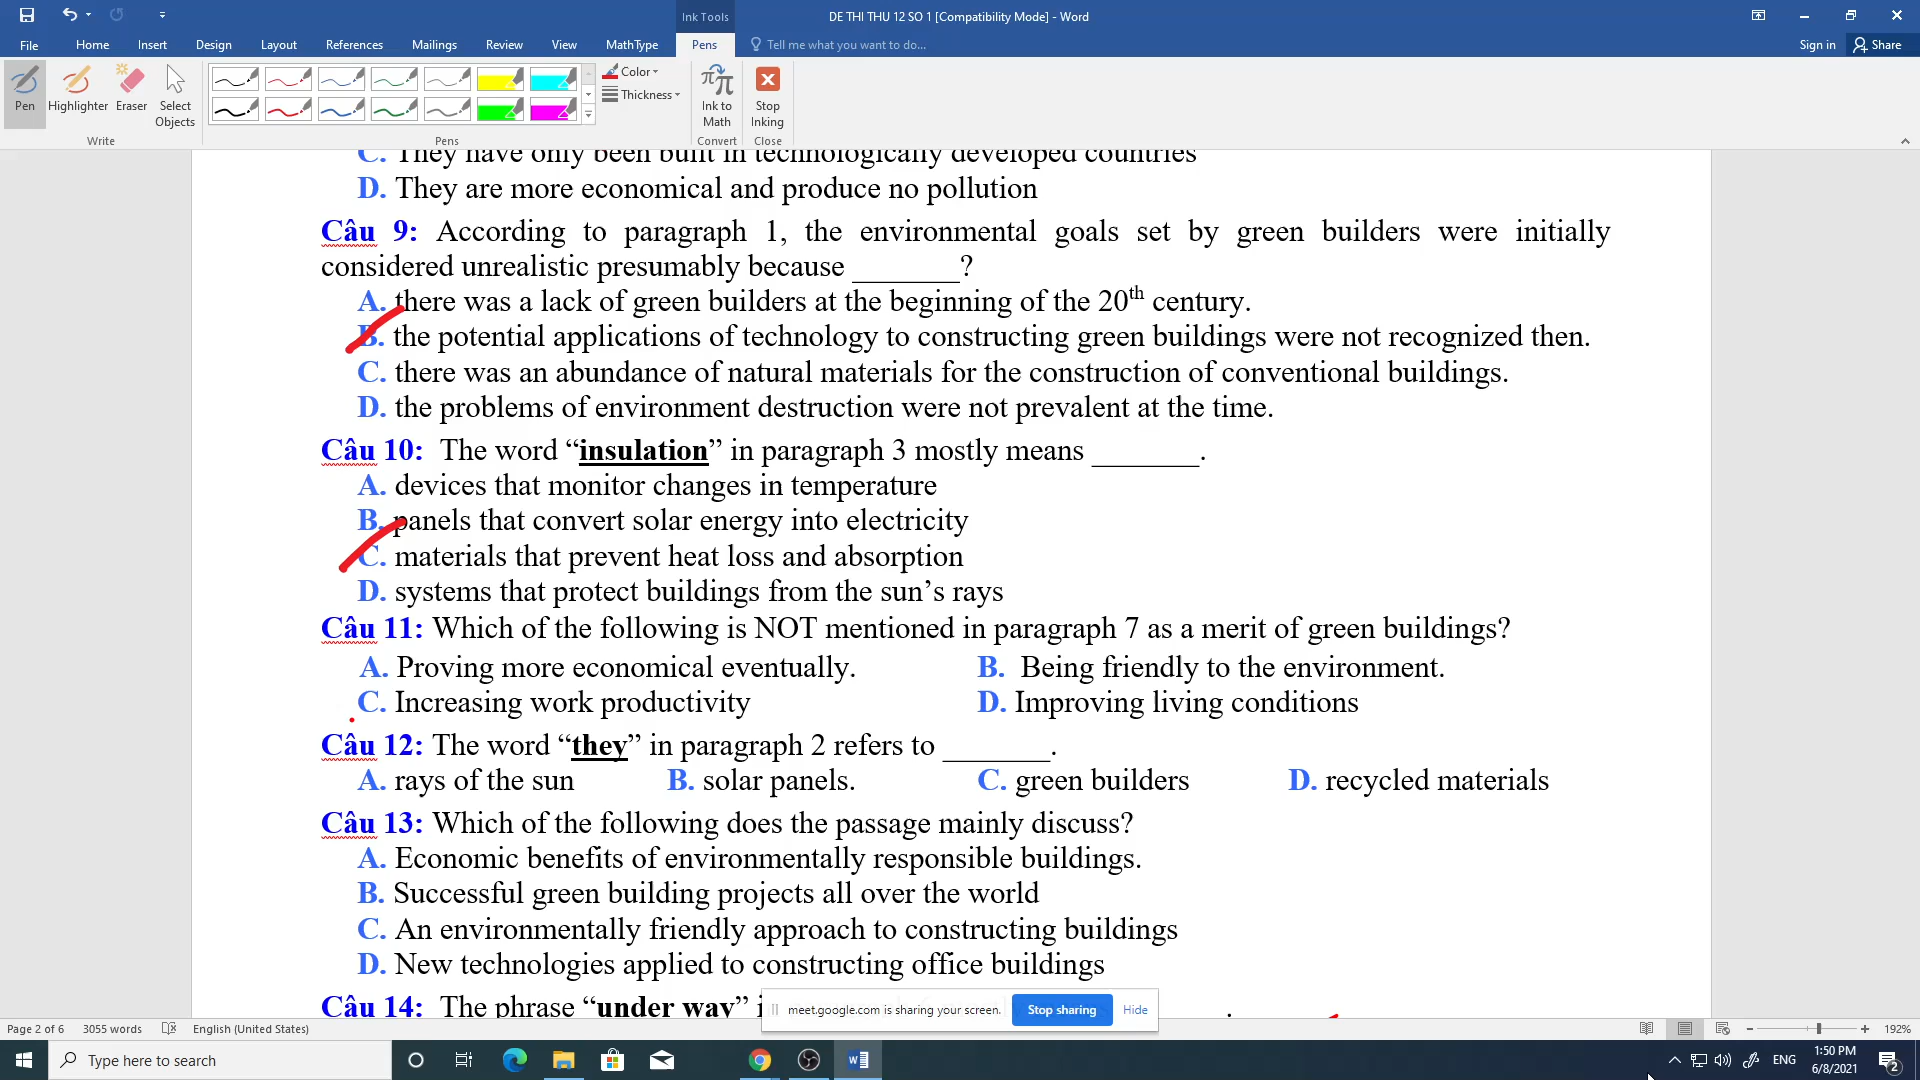 Ink Tools
DE THI THU 12 SO 1 [Compatibility Mode] - Word
File Home Insert Design Layout References Mailings Review View MathType Pens Tell me what you want to do... Sign in Share
Pen Highlighter Eraser Select Objects
Color
Thickness
Ink to Math
Stop Inking
Write Pens Convert Close
C. They have only been built in technologically developed countries
D. They are more economical and produce no pollution
Câu 9: According to paragraph 1, the environmental goals set by green builders were initially
considered unrealistic presumably because _______?
A. there was a lack of green builders at the beginning of the 20th century.
B. the potential applications of technology to constructing green buildings were not recognized then.
C. there was an abundance of natural materials for the construction of conventional buildings.
D. the problems of environment destruction were not prevalent at the time.
Câu 10: The word “insulation” in paragraph 3 mostly means _______.
A. devices that monitor changes in temperature
B. panels that convert solar energy into electricity
C. materials that prevent heat loss and absorption
D. systems that protect buildings from the sun’s rays
Câu 11: Which of the following is NOT mentioned in paragraph 7 as a merit of green buildings?
A. Proving more economical eventually. B. Being friendly to the environment.
C. Increasing work productivity D. Improving living conditions
Câu 12: The word “they” in paragraph 2 refers to _______.
A. rays of the sun B. solar panels. C. green builders D. recycled materials
Câu 13: Which of the following does the passage mainly discuss?
A. Economic benefits of environmentally responsible buildings.
B. Successful green building projects all over the world
C. An environmentally friendly approach to constructing buildings
D. New technologies applied to constructing office buildings
Câu 14: The phrase “under way”
meet.google.com is sharing your screen. Stop sharing Hide
Page 2 of 6 3055 words English (United States) 192%
Type here to search
ENG 1:50 PM
6/8/2021 2